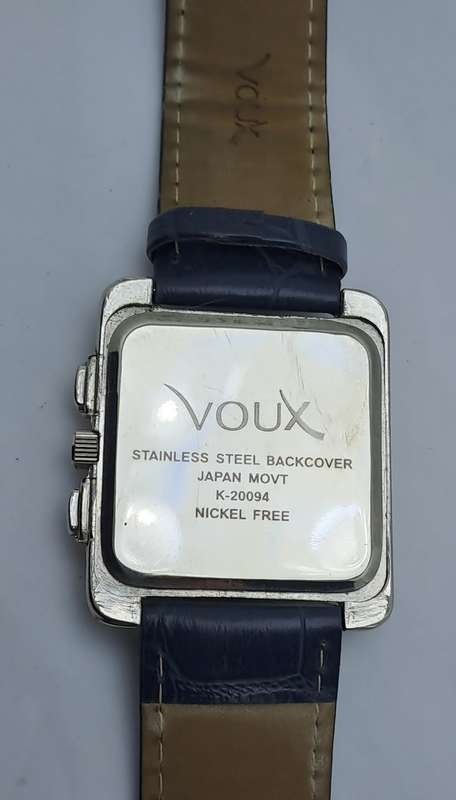 VOUX
VOUX
STAINLESS STEEL BACKCOVER
JAPAN MOVT
K-20094
NICKEL FREE